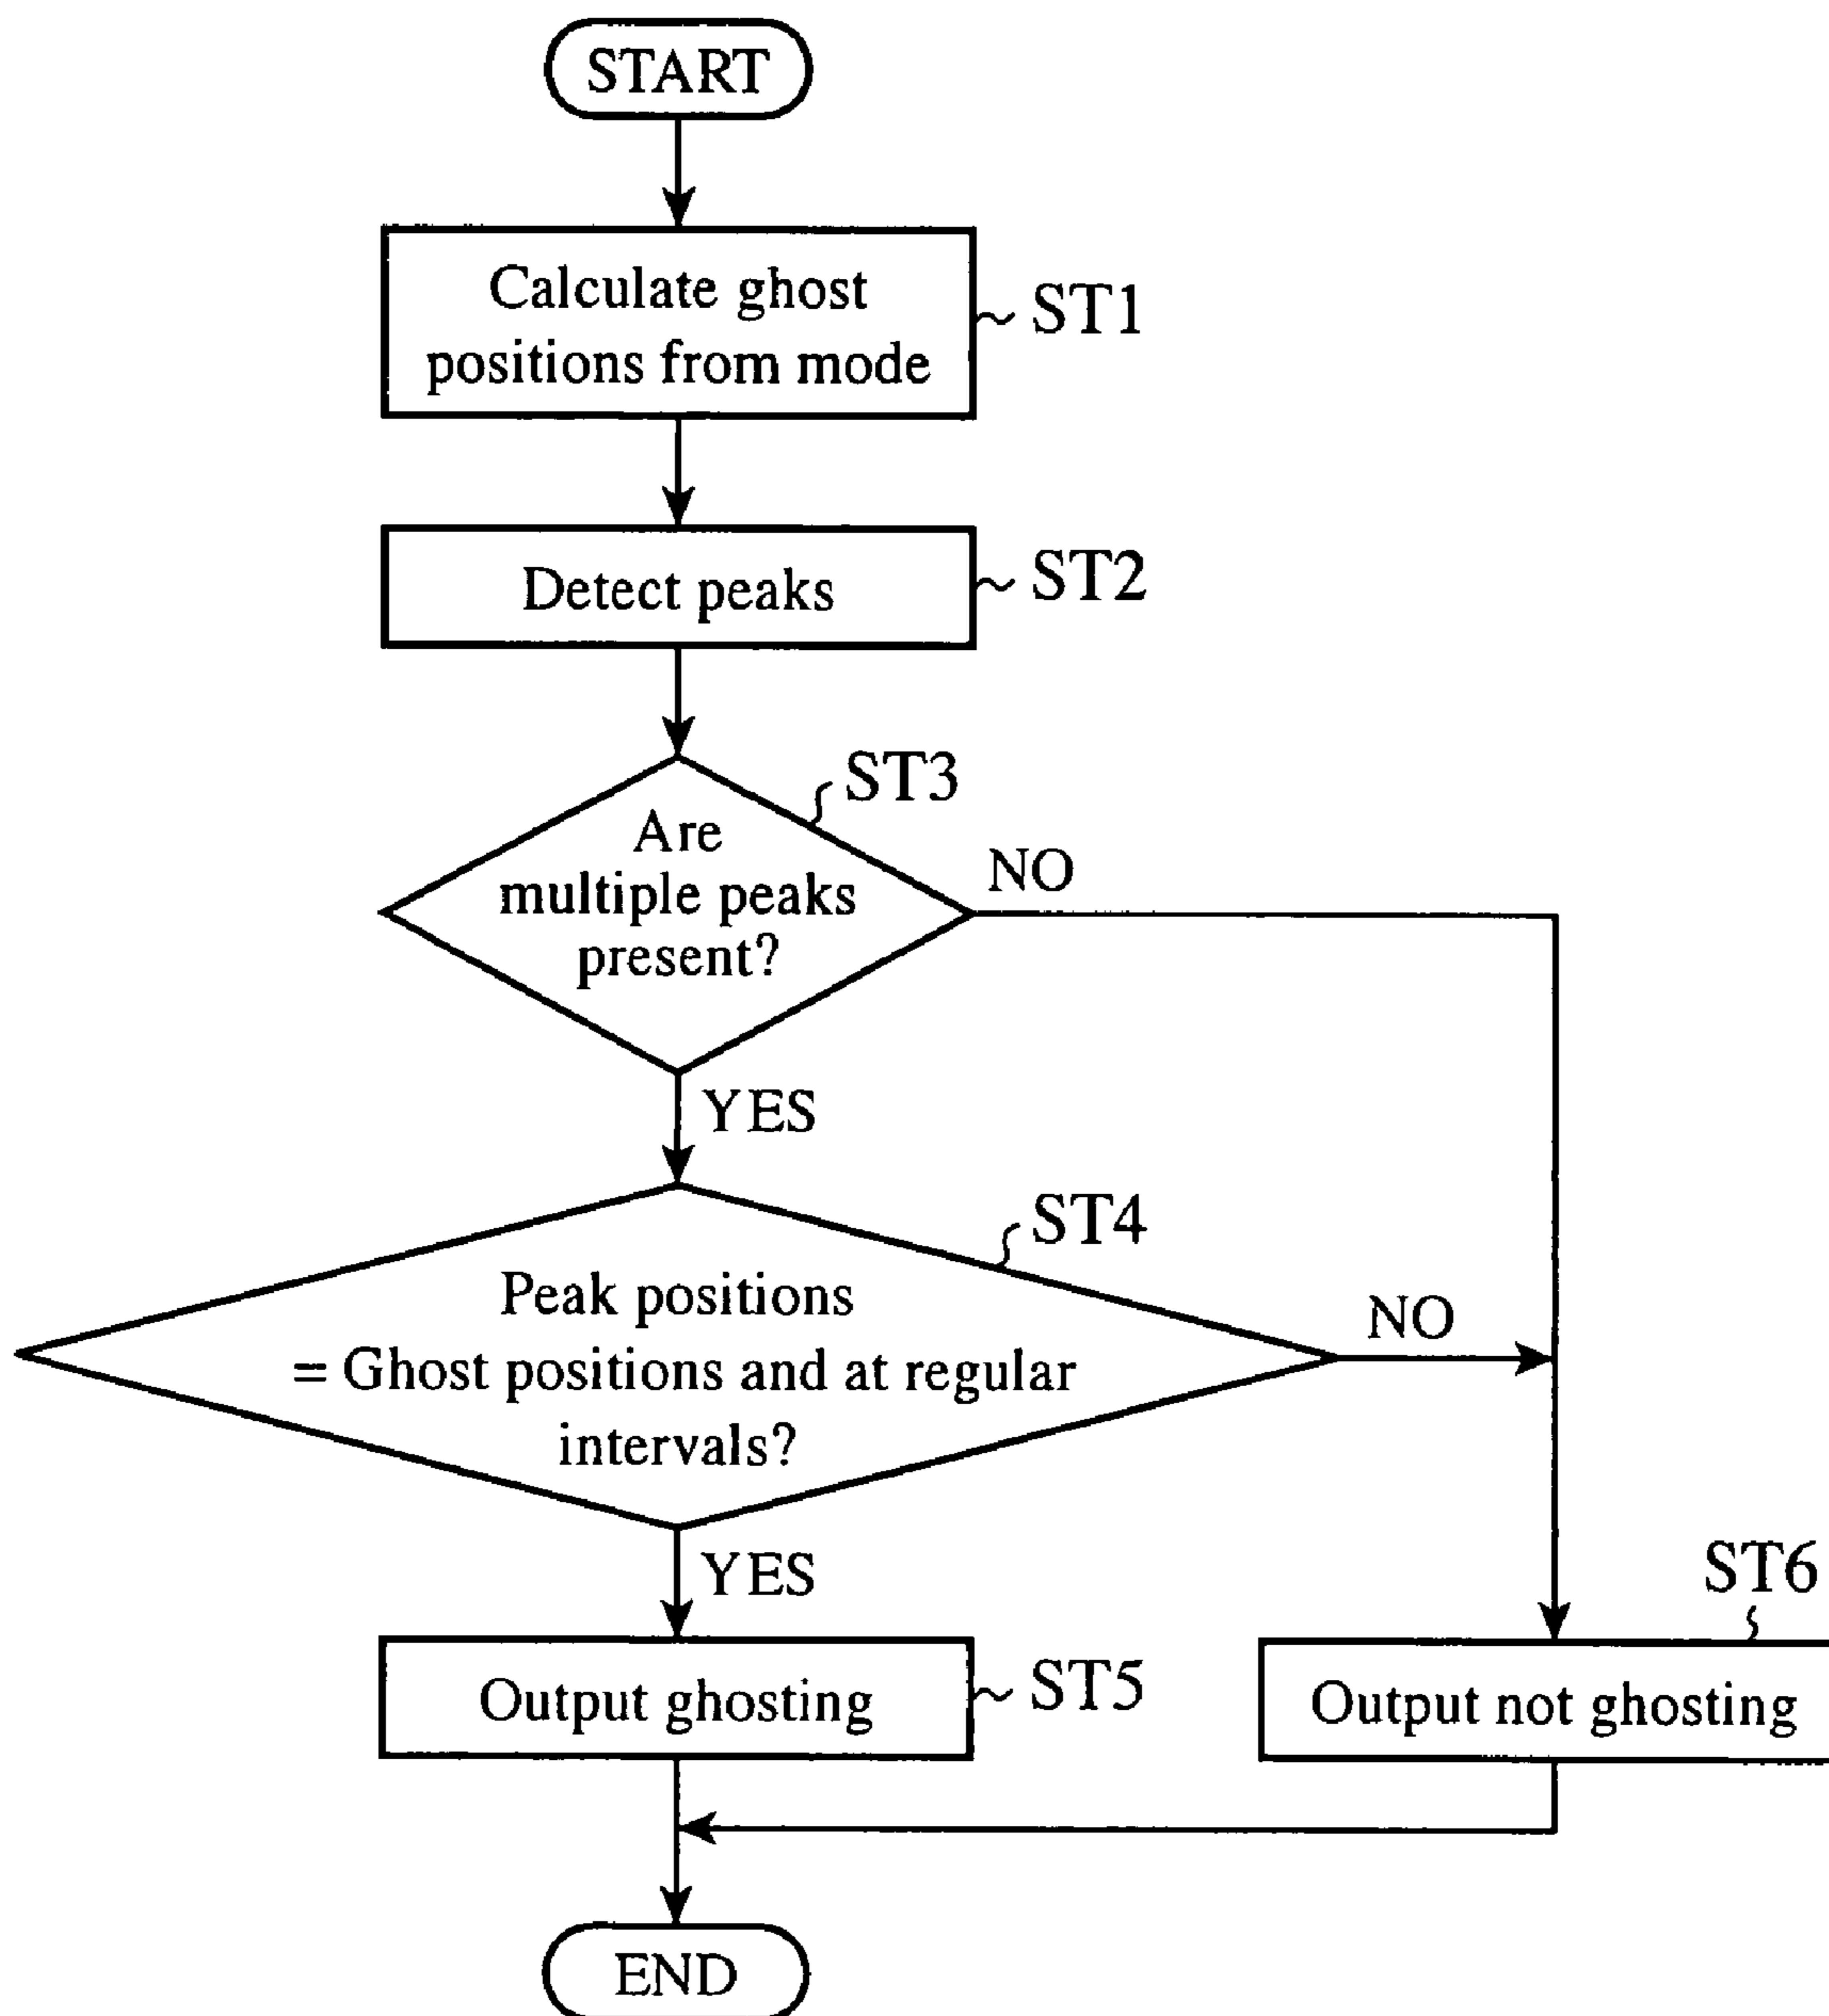 START
Calculate ghost
positions from mode
ST1
Detect peaks
ST2
ST3
Are
multiple peaks
present?
NO
YES
ST4
Peak positions
= Ghost positions and at regular
intervals?
NO
YES
ST6
Output ghosting
ST5
Output not ghosting
END